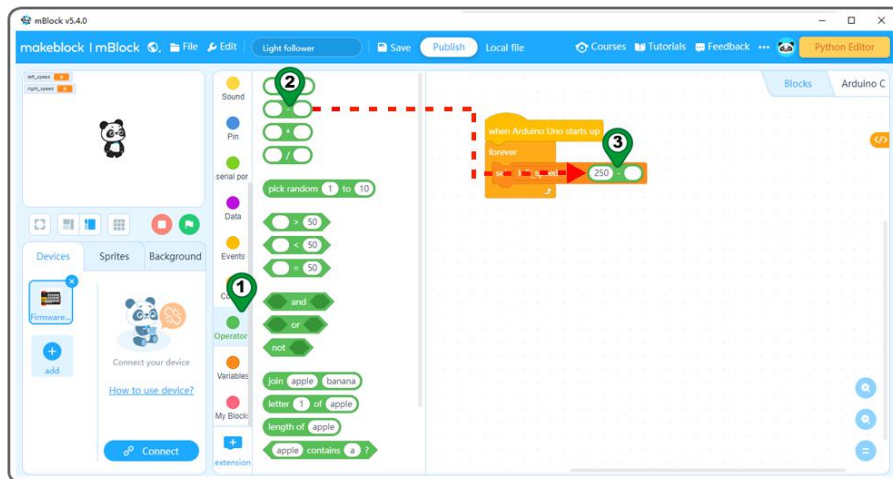 mBlock v5.4.0
makeblock | mBlock File Edit Light follower Save Publish Local file Courses Tutorials Feedback ••• Python Editor
left_speed
right_speed
Blocks Arduino C
Sound
Pin
serial por
Data
Events
Operator
Variables
My Blocks
extension
1
2
3
-
*
/
pick random 1 to 10
> 50
< 50
= 50
and
or
not
join apple banana
letter 1 of apple
length of apple
apple contains a ?
when Arduino Uno starts up
forever
250 -
Devices Sprites Background
Firmware...
add
Connect your device
How to use device?
Connect